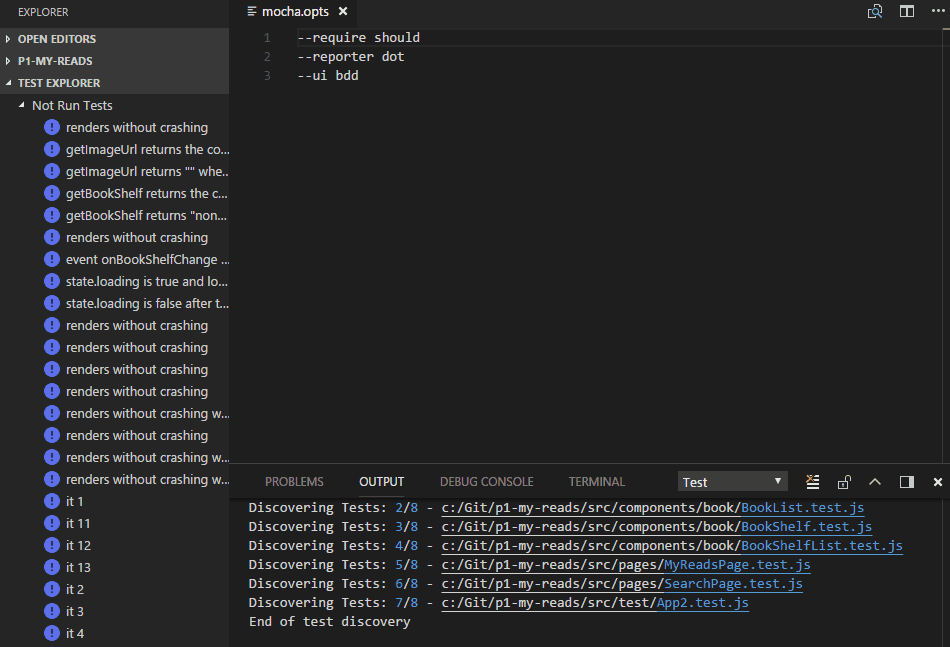 EXPLORER
OPEN EDITORS
P1-MY-READS
TEST EXPLORER
Not Run Tests
renders without crashing
getImageUrl returns the co...
getImageUrl returns "" whe...
getBookShelf returns the c...
getBookShelf returns "non...
renders without crashing
event onBookShelfChange ...
state.loading is true and lo...
state.loading is false after t...
renders without crashing
renders without crashing
renders without crashing
renders without crashing
renders without crashing w...
renders without crashing
renders without crashing w...
renders without crashing w...
it 1
it 11
it 12
it 13
it 2
it 3
it 4
mocha.opts
1 --require should
2 --reporter dot
3 --ui bdd
PROBLEMS OUTPUT DEBUG CONSOLE TERMINAL Test
Discovering Tests: 2/8 - c:/Git/p1-my-reads/src/components/book/BookList.test.js
Discovering Tests: 3/8 - c:/Git/p1-my-reads/src/components/book/BookShelf.test.js
Discovering Tests: 4/8 - c:/Git/p1-my-reads/src/components/book/BookShelfList.test.js
Discovering Tests: 5/8 - c:/Git/p1-my-reads/src/pages/MyReadsPage.test.js
Discovering Tests: 6/8 - c:/Git/p1-my-reads/src/pages/SearchPage.test.js
Discovering Tests: 7/8 - c:/Git/p1-my-reads/src/test/App2.test.js
End of test discovery